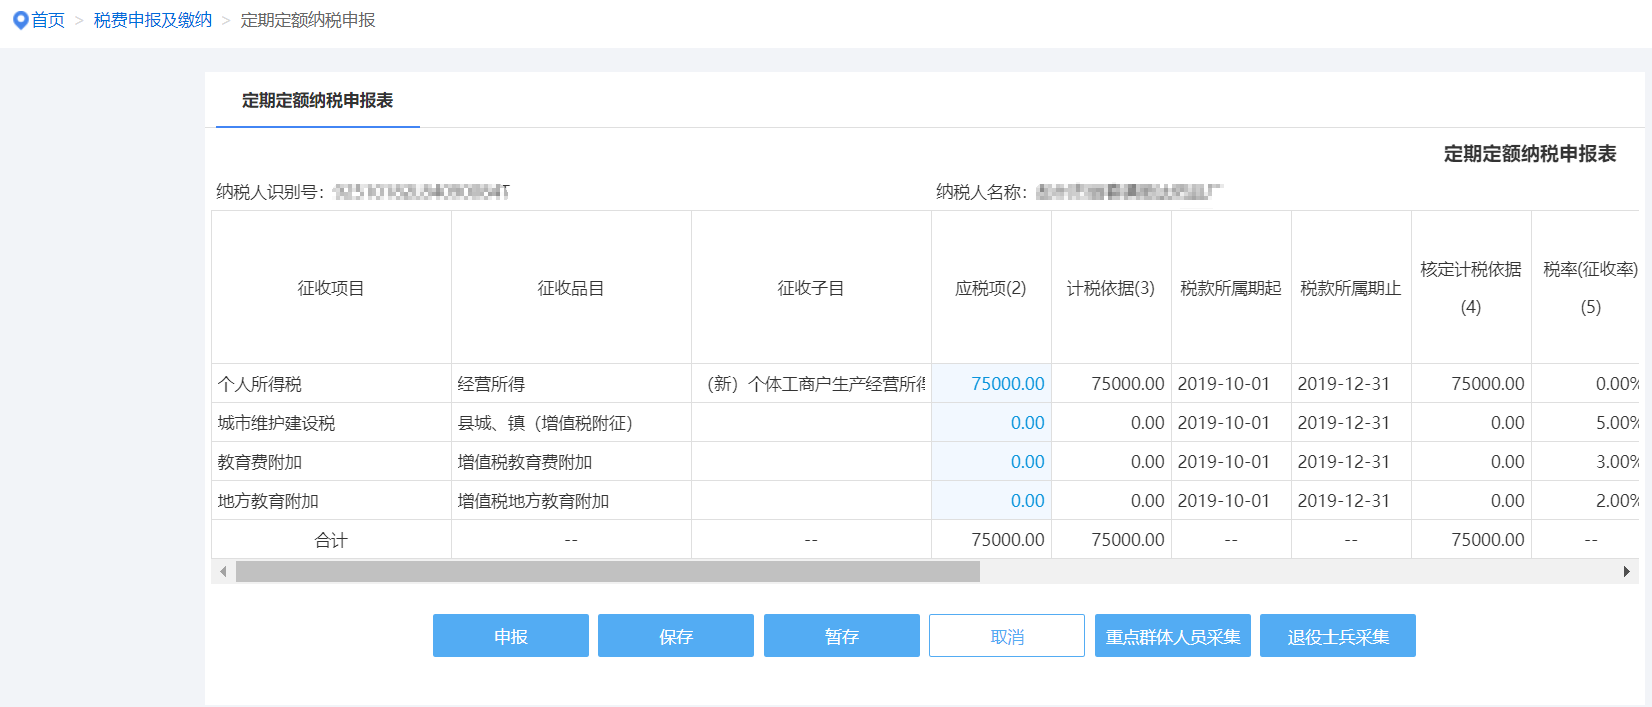 首页 > 税费申报及缴纳 > 定期定额纳税申报
定期定额纳税申报表
定期定额纳税申报表
纳税人识别号： 纳税人名称：
征收项目 征收品目 征收子目 应税项(2) 计税依据(3) 税款所属期起 税款所属期止 核定计税依据(4) 税率(征收率)(5)
个人所得税 经营所得 （新）个体工商户生产经营所得 75000.00 75000.00 2019-10-01 2019-12-31 75000.00 0.00%
城市维护建设税 县城、镇（增值税附征） 0.00 0.00 2019-10-01 2019-12-31 0.00 5.00%
教育费附加 增值税教育费附加 0.00 0.00 2019-10-01 2019-12-31 0.00 3.00%
地方教育附加 增值税地方教育附加 0.00 0.00 2019-10-01 2019-12-31 0.00 2.00%
合计 -- -- 75000.00 75000.00 -- -- 75000.00 --
申报 保存 暂存 取消 重点群体人员采集 退役士兵采集